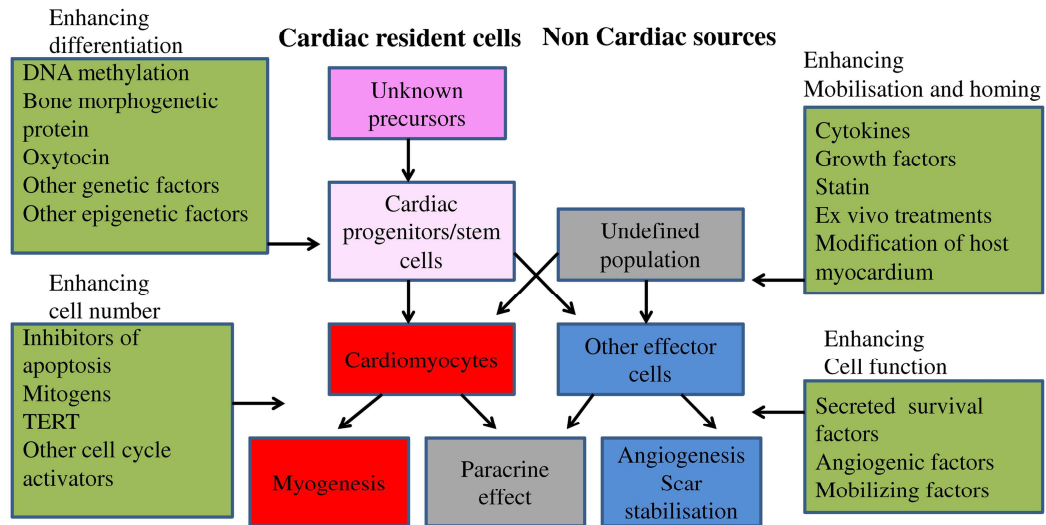 Enhancing
differentiation
DNA methylation
Bone morphogenetic
protein
Oxytocin
Other genetic factors
Other epigenetic factors
Enhancing
cell number
Inhibitors of
apoptosis
Mitogens
TERT
Other cell cycle
activators
Cardiac resident cells
Non Cardiac sources
Unknown
precursors
Cardiac
progenitors/stem
cells
Undefined
population
Cardiomyocytes
Other effector
cells
Myogenesis
Paracrine
effect
Angiogenesis
Scar
stabilisation
Enhancing
Mobilisation and homing
Cytokines
Growth factors
Statin
Ex vivo treatments
Modification of host
myocardium
Enhancing
Cell function
Secreted survival
factors
Angiogenic factors
Mobilizing factors